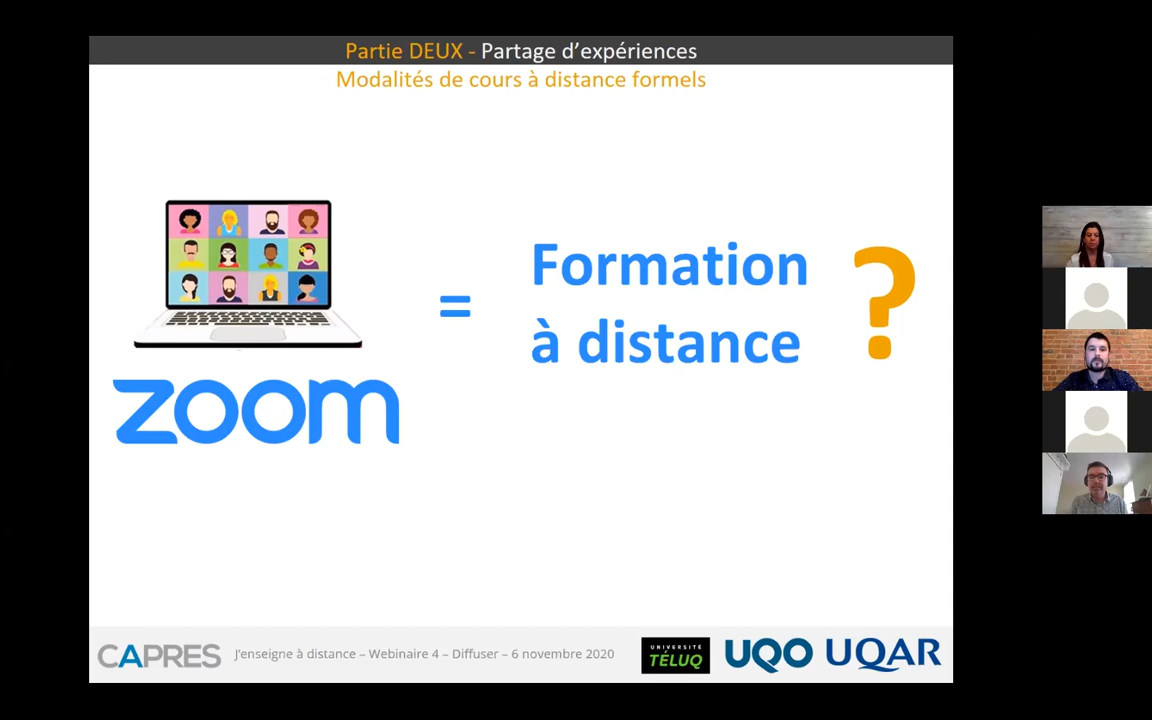 Partie DEUX - Partage d'expériences
Modalités de cours à distance formels
Formation
à distance
=
?
zoom
CAPRES
J'enseigne à distance – Webinaire 4 – Diffuser – 6 novembre 2020
UNIVERSITÉ
TÉLUQ
UQO
UQAR